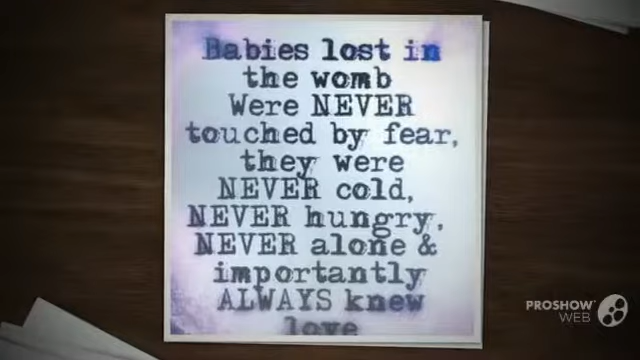 Babies lost in
the womb
Were NEVER
touched by fear,
they were
NEVER cold,
NEVER hungry,
NEVER alone &
importantly
ALWAYS knew
love
PROSHOW
WEB